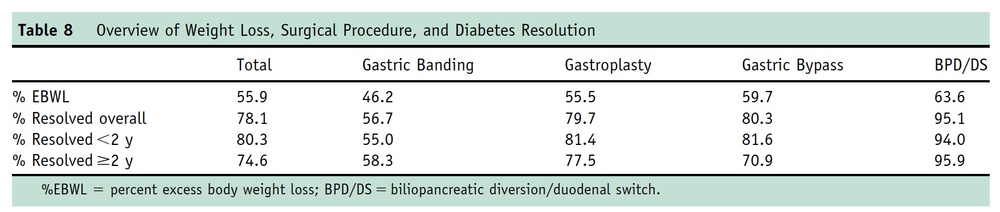 Table 8 Overview of Weight Loss, Surgical Procedure, and Diabetes Resolution
Total Gastric Banding Gastroplasty Gastric Bypass BPD/DS
% EBWL 55.9 46.2 55.5 59.7 63.6
% Resolved overall 78.1 56.7 79.7 80.3 95.1
% Resolved <2 y 80.3 55.0 81.4 81.6 94.0
% Resolved ≥2 y 74.6 58.3 77.5 70.9 95.9
%EBWL = percent excess body weight loss; BPD/DS = biliopancreatic diversion/duodenal switch.